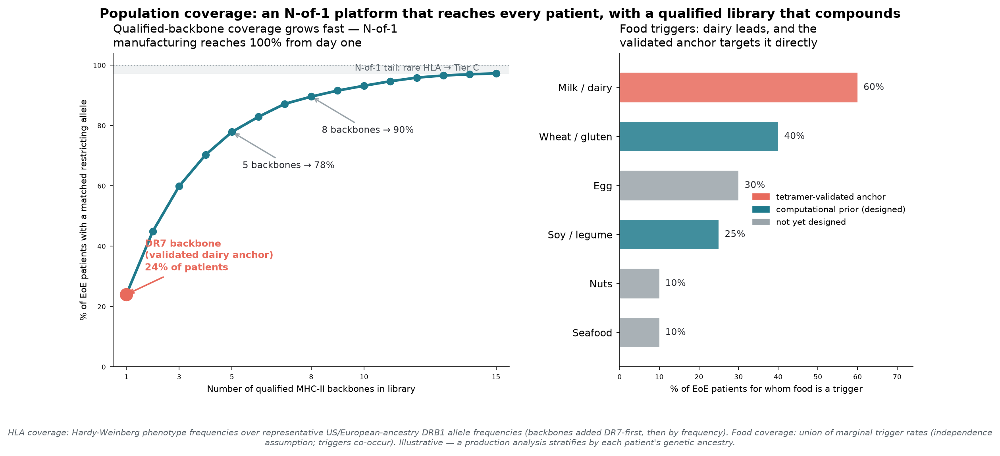 Population coverage: an N-of-1 platform that reaches every patient, with a qualified library that compounds
Qualified-backbone coverage grows fast — N-of-1
manufacturing reaches 100% from day one
% of EoE patients with a matched restricting allele
100
80
60
40
20
0
N-of-1 tail: rare HLA → Tier C
8 backbones → 90%
5 backbones → 78%
DR7 backbone
(validated dairy anchor)
24% of patients
1
3
5
8
10
15
Number of qualified MHC-II backbones in library
Food triggers: dairy leads, and the
validated anchor targets it directly
Milk / dairy
60%
Wheat / gluten
40%
Egg
30%
Soy / legume
25%
Nuts
10%
Seafood
10%
tetramer-validated anchor
computational prior (designed)
not yet designed
0
10
20
30
40
50
60
70
% of EoE patients for whom food is a trigger
HLA coverage: Hardy-Weinberg phenotype frequencies over representative US/European-ancestry DRB1 allele frequencies (backbones added DR7-first, then by frequency). Food coverage: union of marginal trigger rates (independence
assumption; triggers co-occur). Illustrative — a production analysis stratifies by each patient's genetic ancestry.